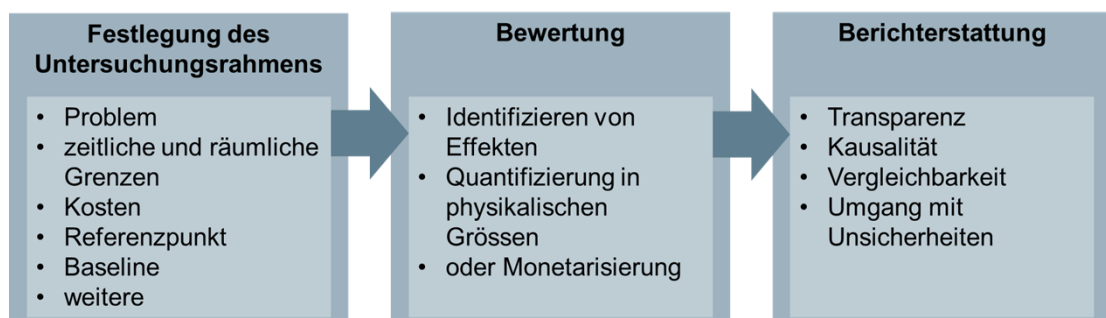 Festlegung des
Untersuchungsrahmens
• Problem
• zeitliche und räumliche
Grenzen
• Kosten
• Referenzpunkt
• Baseline
• weitere
Bewertung
• Identifizieren von
Effekten
• Quantifizierung in
physikalischen
Grössen
• oder Monetarisierung
Berichterstattung
• Transparenz
• Kausalität
• Vergleichbarkeit
• Umgang mit
Unsicherheiten